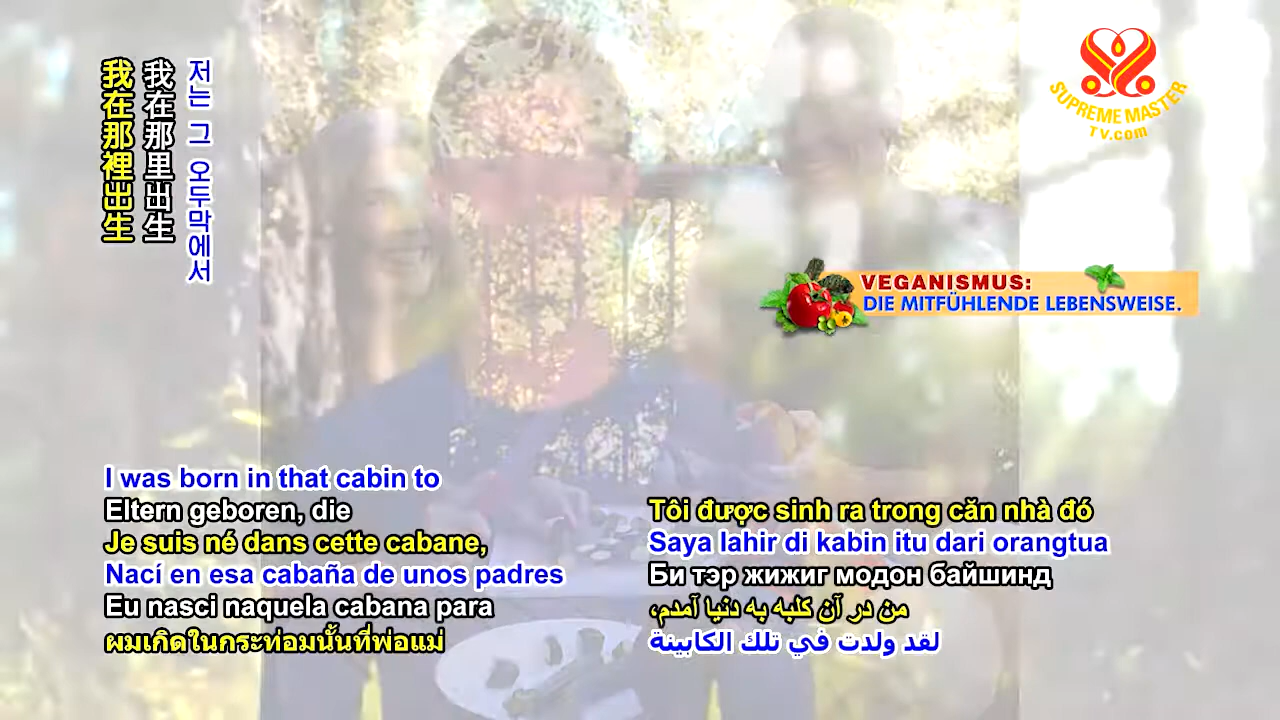 我在那裡出生
我在那里出生
저는 그 오두막에서
SUPREME MASTER
TV.com
VEGANISMUS:
DIE MITFÜHLENDE LEBENSWEISE.
I was born in that cabin to
Eltern geboren, die
Je suis né dans cette cabane,
Nací en esa cabaña de unos padres
Eu nasci naquela cabana para
ผมเกิดในกระท่อมนั้นที่พ่อแม่
Tôi được sinh ra trong căn nhà đó
Saya lahir di kabin itu dari orangtua
Би тэр жижиг модон байшинд
من در آن کلبه به دنیا آمدم،
لقد ولدت في تلك الكابينة